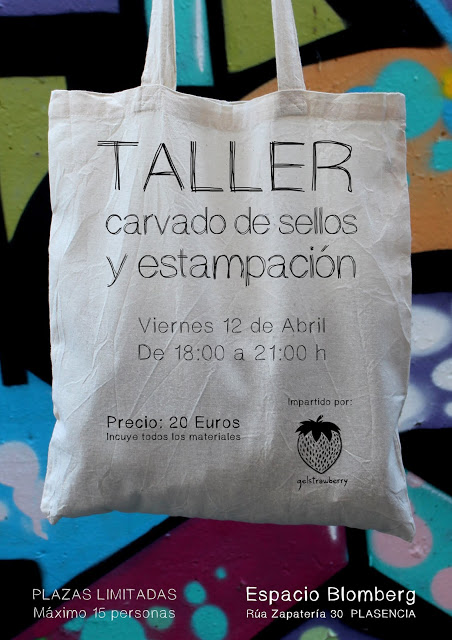 TALLER
carvado de sellos
y estampación
Viernes 12 de Abril
De 18:00 a 21:00 h
Impartido por:
Precio: 20 Euros
Incluye todos los materiales
gelstrawberry
PLAZAS LIMITADAS
Máximo 15 personas
Espacio Blomberg
Rúa Zapatería 30 PLASENCIA